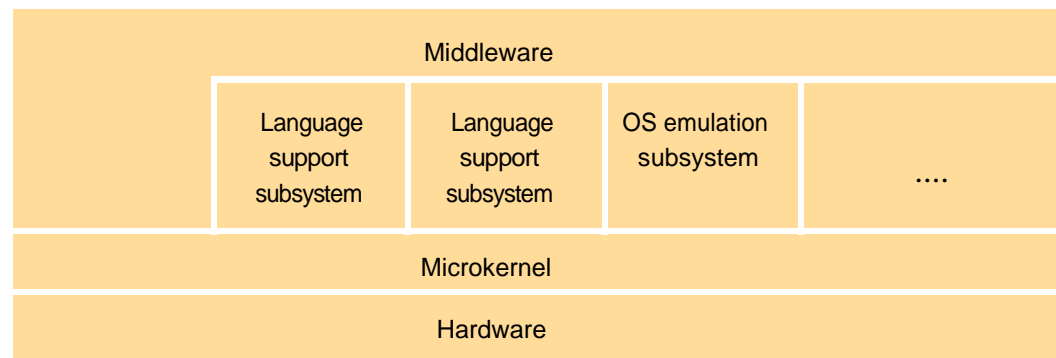 Middleware
Language
support
subsystem
Language
support
subsystem
OS emulation
subsystem
....
Microkernel
Hardware